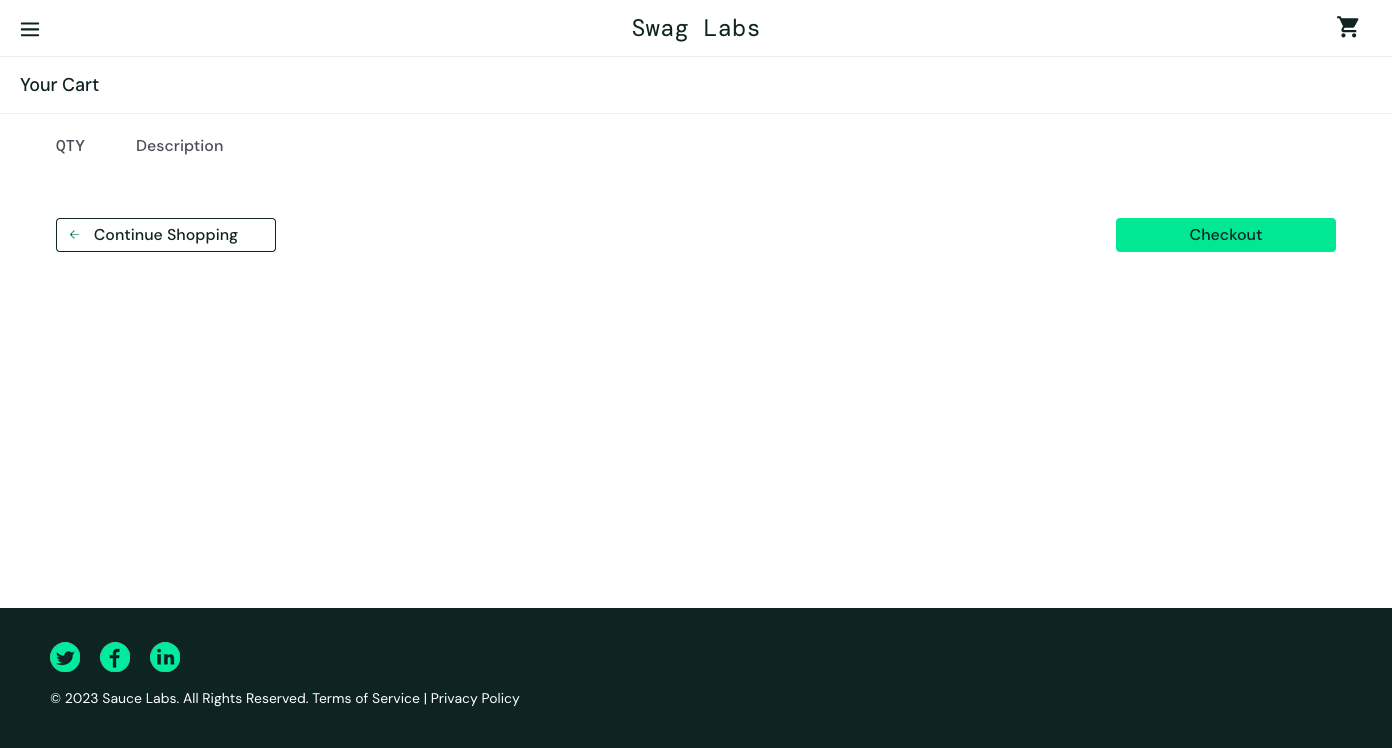 Swag Labs
Your Cart
QTY Description
Continue Shopping
Checkout
© 2023 Sauce Labs. All Rights Reserved. Terms of Service | Privacy Policy